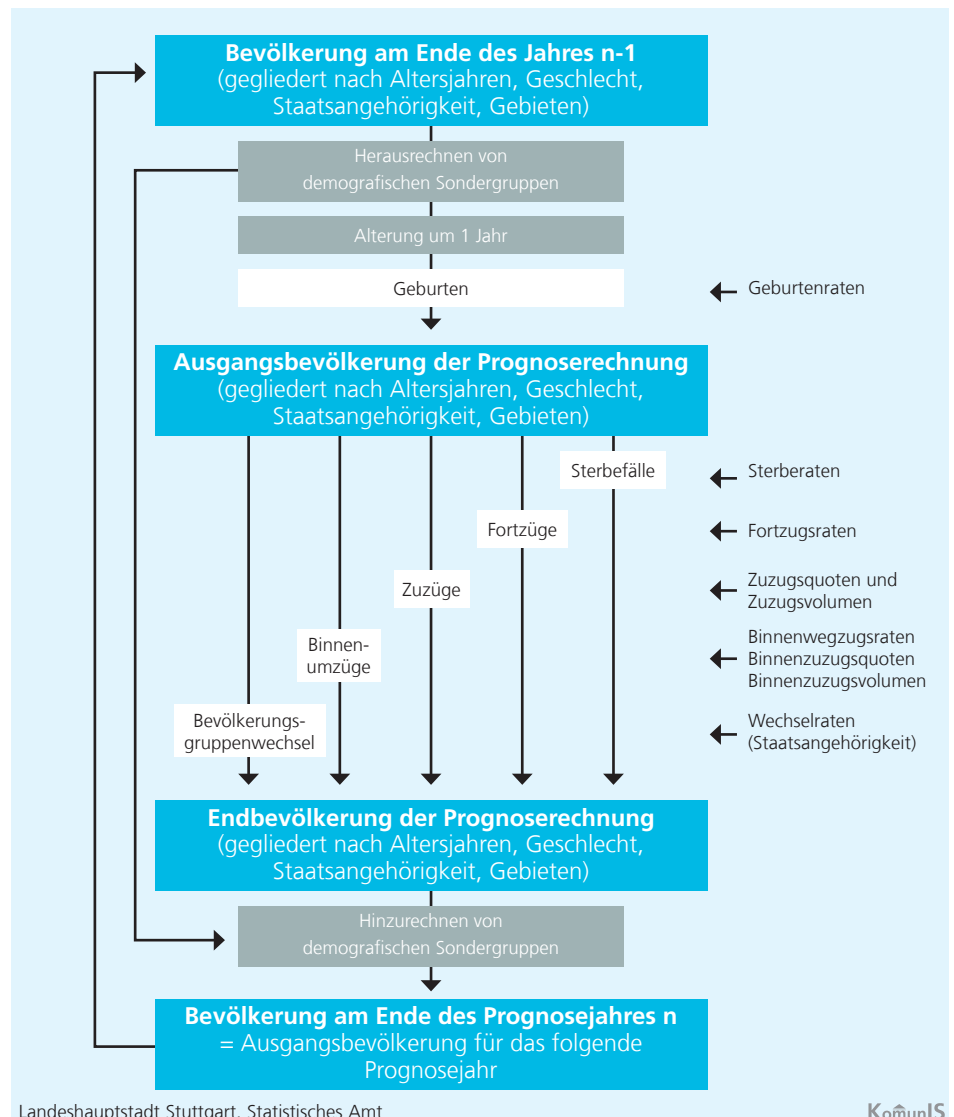 Bevölkerung am Ende des Jahres n-1
(gegliedert nach Altersjahren, Geschlecht,
Staatsangehörigkeit, Gebieten)
Herausrechnen von
demografischen Sondergruppen
Alterung um 1 Jahr
Geburten
Geburtenraten
Ausgangsbevölkerung der Prognoserechnung
(gegliedert nach Altersjahren, Geschlecht,
Staatsangehörigkeit, Gebieten)
Sterbefälle
Sterberaten
Fortzüge
Fortzugsraten
Zuzüge
Zuzugsquoten und
Zuzugsvolumen
Binnen-
umzüge
Binnenwegzugsraten
Binnenzuzugsquoten
Binnenzuzugsvolumen
Bevölkerungs-
gruppenwechsel
Wechselraten
(Staatsangehörigkeit)
Endbevölkerung der Prognoserechnung
(gegliedert nach Altersjahren, Geschlecht,
Staatsangehörigkeit, Gebieten)
Hinzurechnen von
demografischen Sondergruppen
Bevölkerung am Ende des Prognosejahres n
= Ausgangsbevölkerung für das folgende
Prognosejahr
Landeshauptstadt Stuttgart, Statistisches Amt
KomunIS